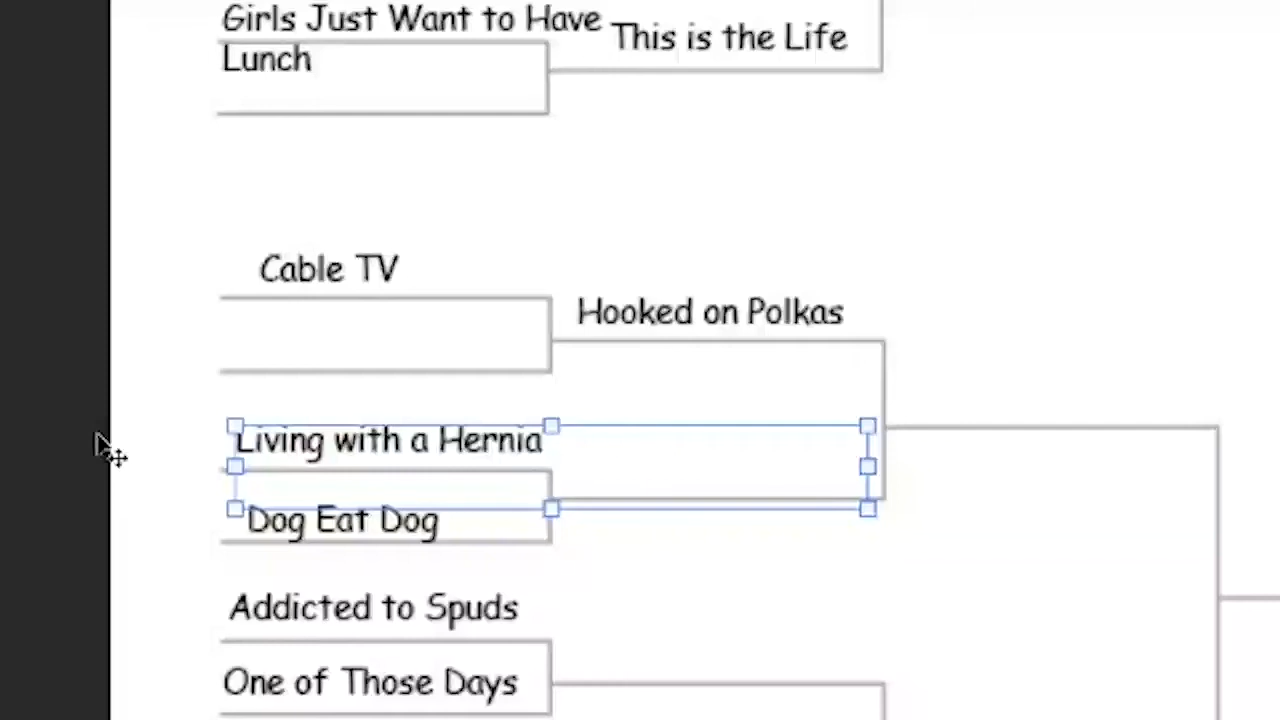 Girls Just Want to Have
Lunch
This is the Life
Cable TV
Hooked on Polkas
Living with a Hernia
Dog Eat Dog
Addicted to Spuds
One of Those Days